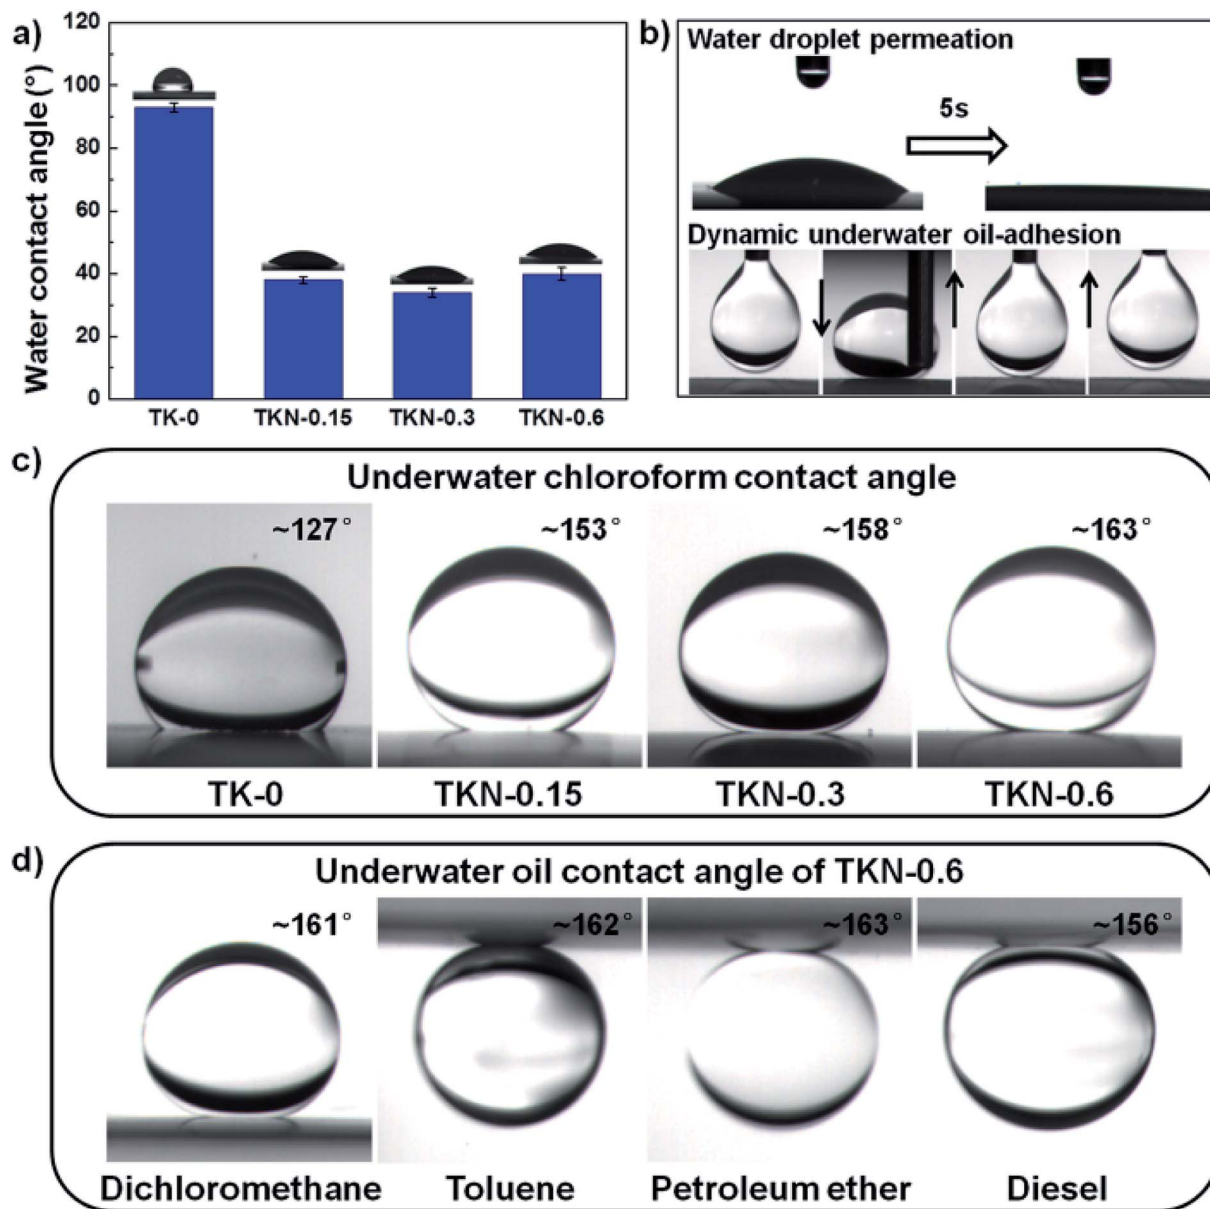 a)
Water contact angle (°)
120
100
80
60
40
20
0
TK-0
TKN-0.15
TKN-0.3
TKN-0.6
b)
Water droplet permeation
5s
Dynamic underwater oil-adhesion
c)
Underwater chloroform contact angle
~127°
~153°
~158°
~163°
TK-0
TKN-0.15
TKN-0.3
TKN-0.6
d)
Underwater oil contact angle of TKN-0.6
~161°
~162°
~163°
~156°
Dichloromethane
Toluene
Petroleum ether
Diesel